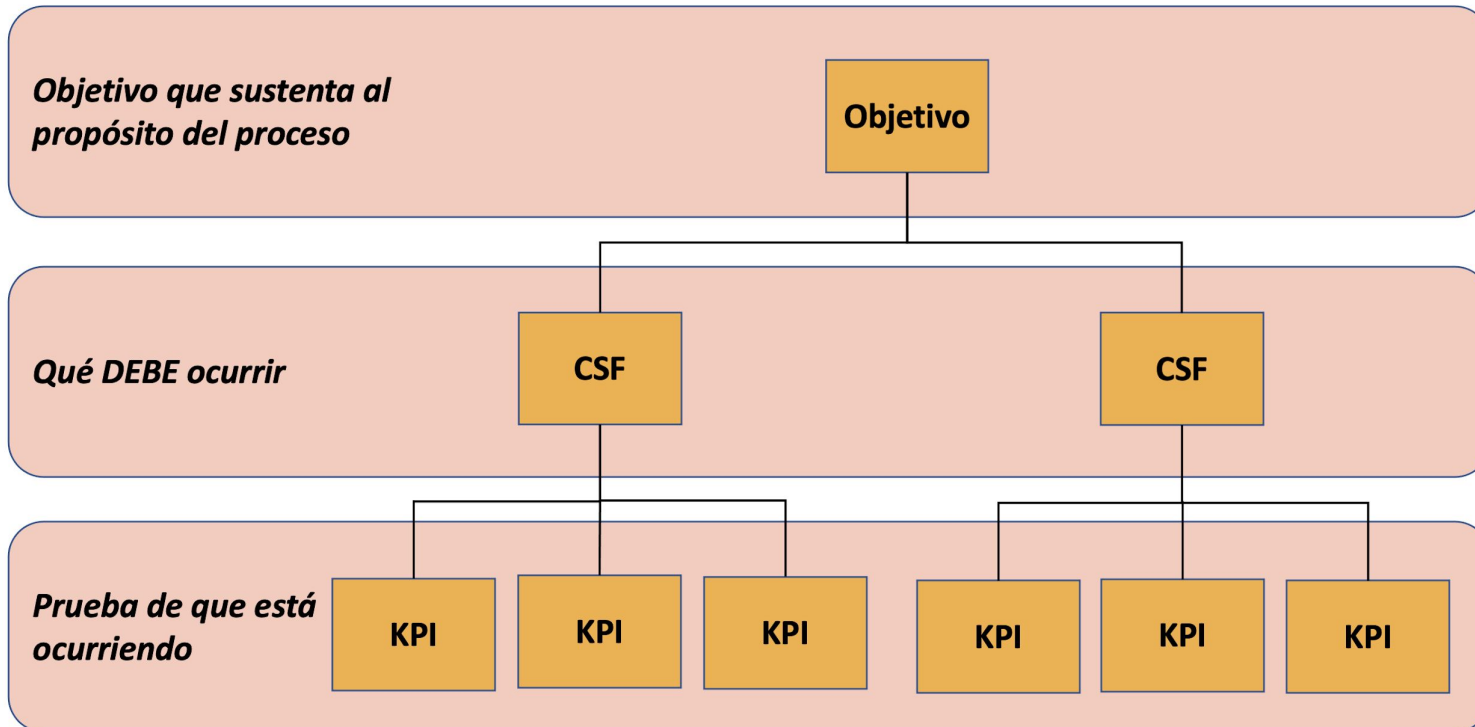 Objetivo que sustenta al
propósito del proceso
Objetivo
Qué DEBE ocurrir
CSF
CSF
Prueba de que está
ocurriendo
KPI
KPI
KPI
KPI
KPI
KPI